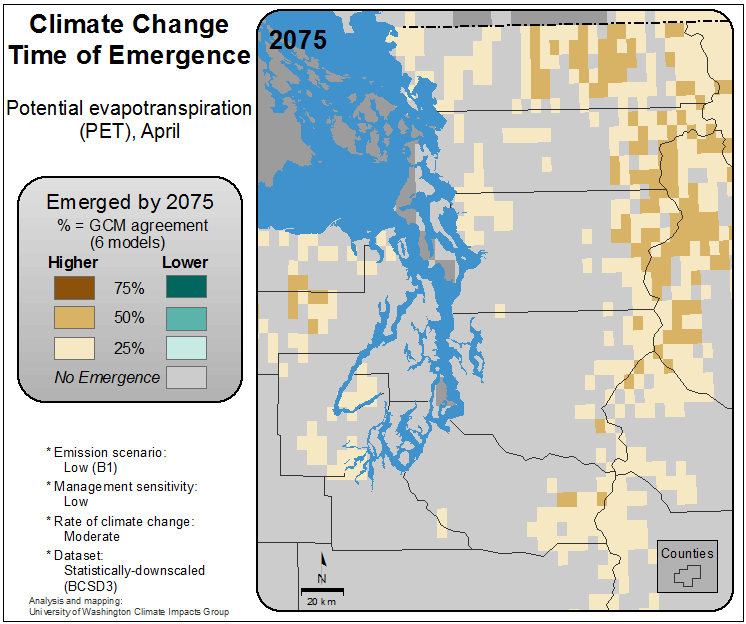 Climate Change
Time of Emergence
Potential evapotranspiration
(PET), April
Emerged by 2075
% = GCM agreement
(6 models)
Higher Lower
75%
50%
25%
No Emergence
* Emission scenario:
Low (B1)
* Management sensitivity:
Low
* Rate of climate change:
Moderate
* Dataset:
Statistically-downscaled
(BCSD3)
Analysis and mapping:
University of Washington Climate Impacts Group
2075
N
20 km
Counties